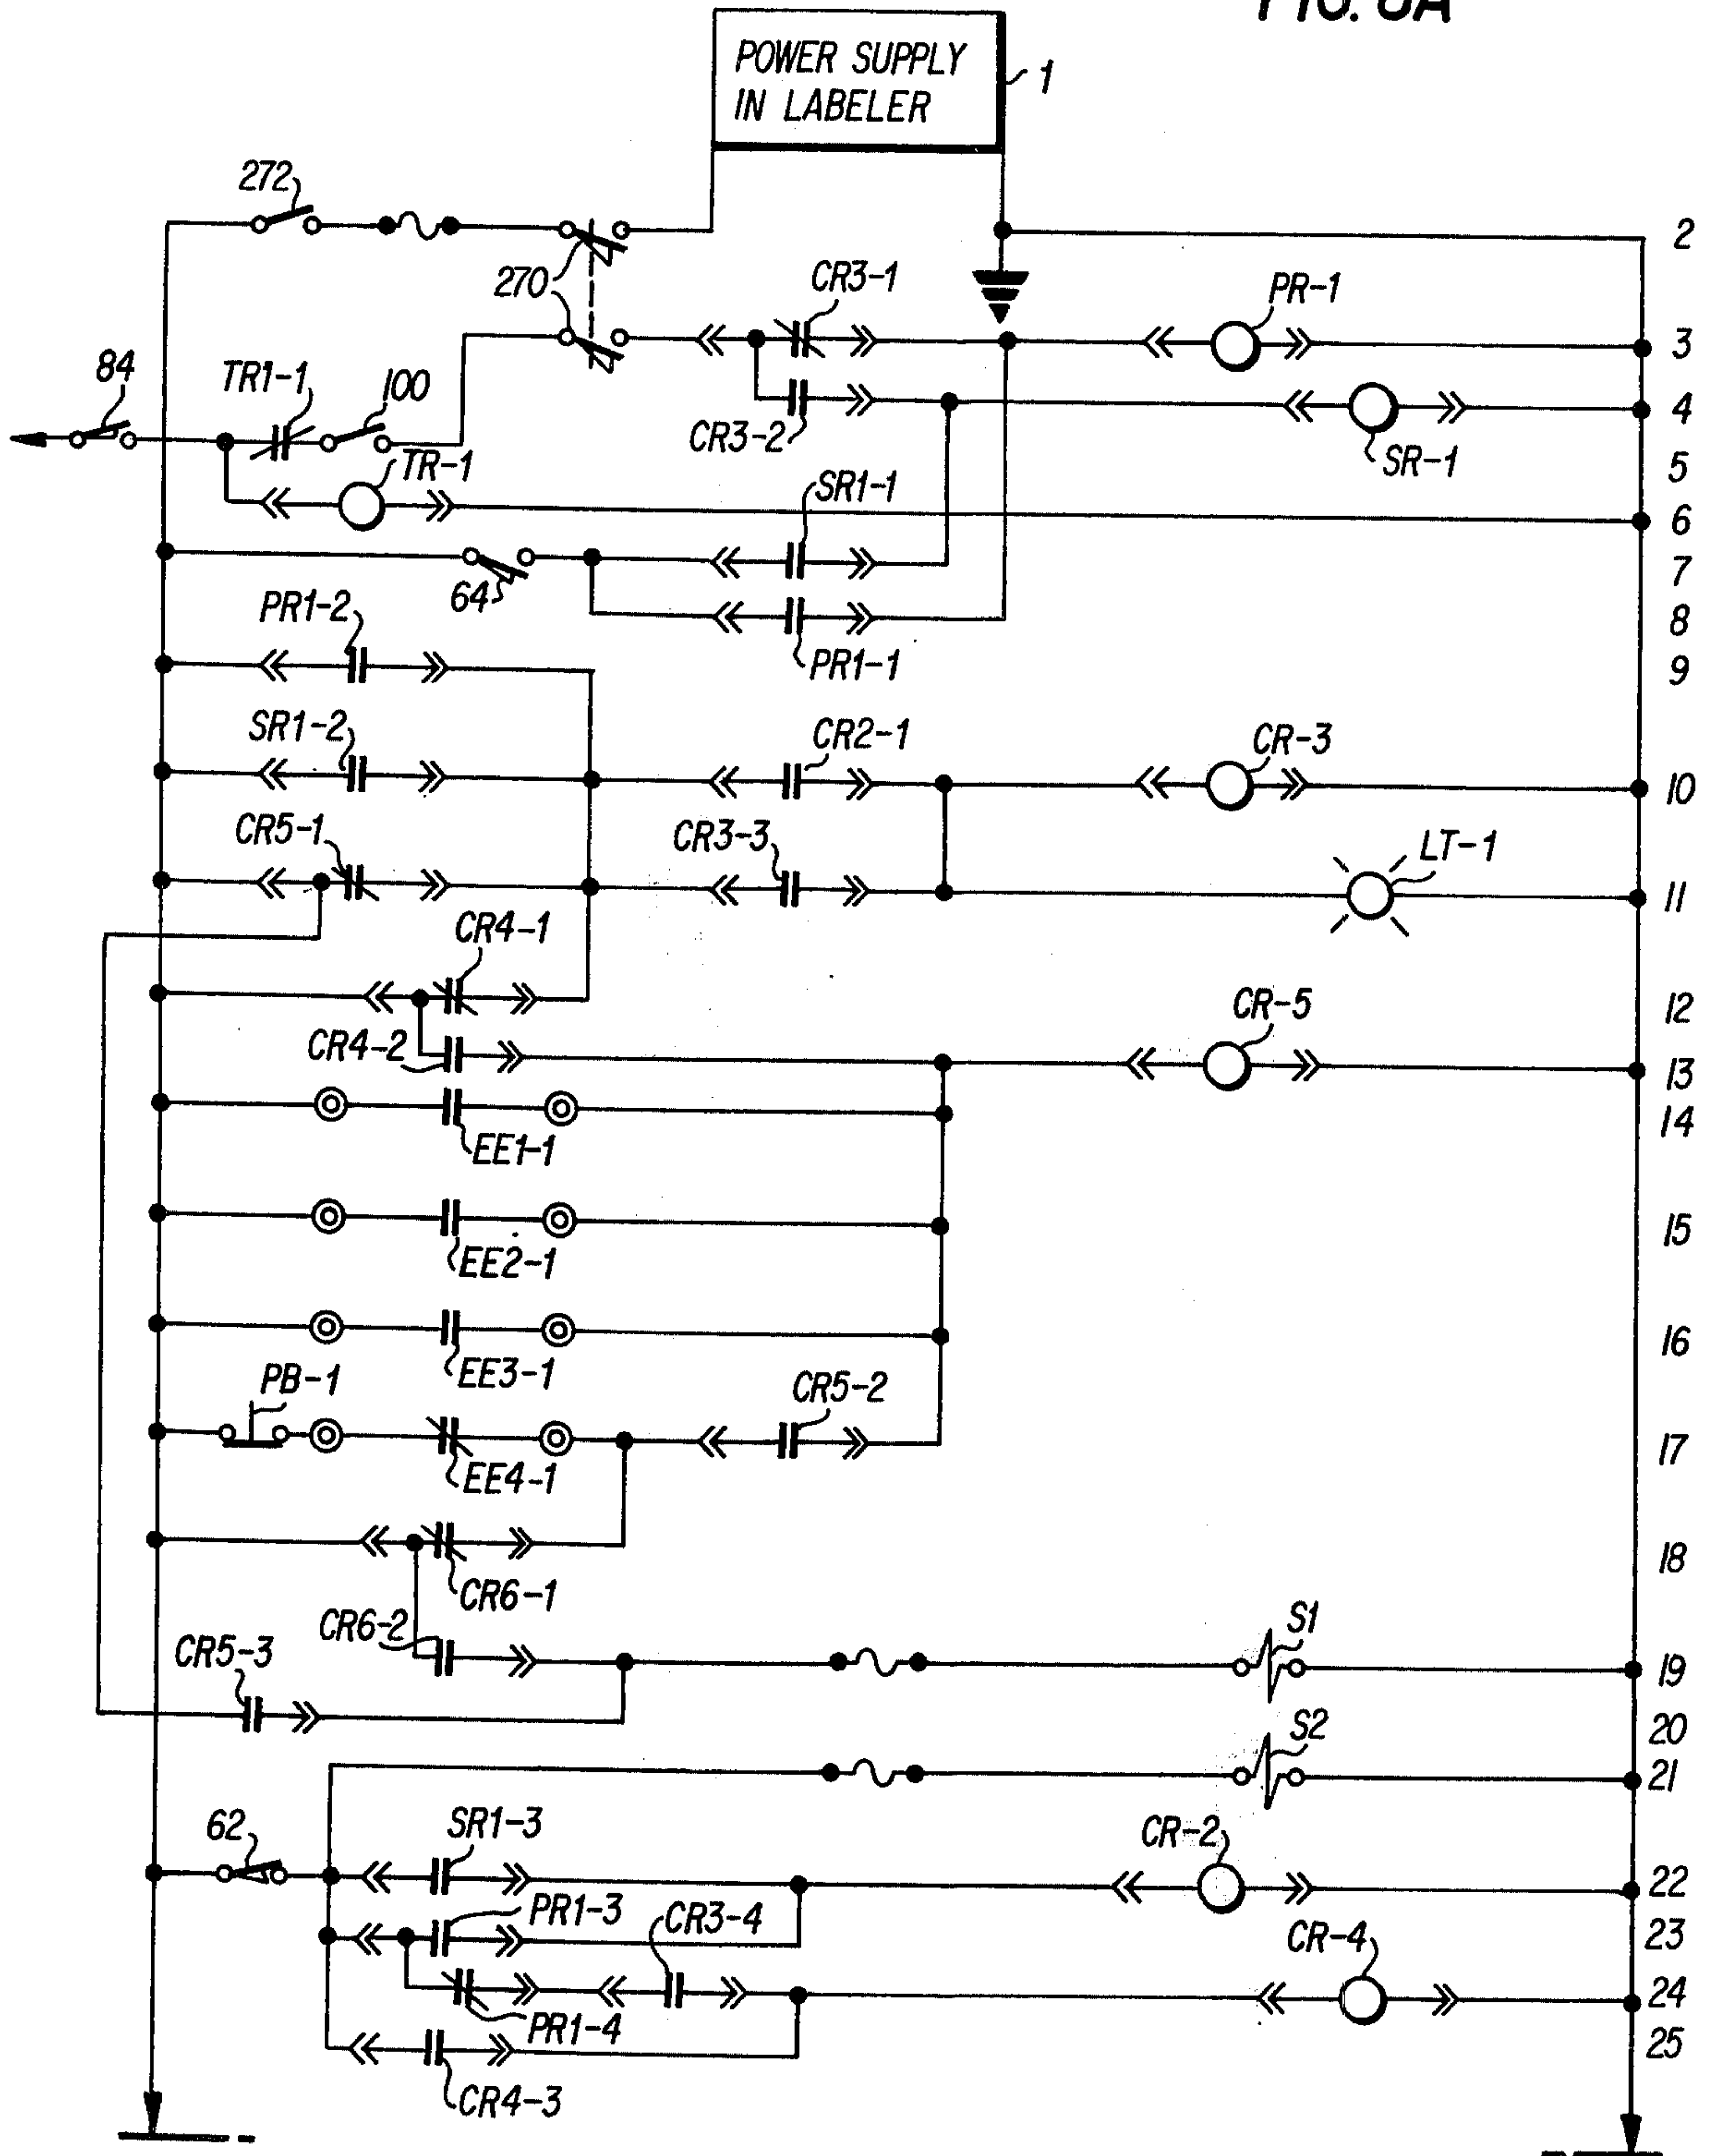 FIG. 8A
POWER SUPPLY
IN LABELER
1
272
2
270
CR3-1
PR-1
3
84
TR1-1
100
CR3-2
4
SR-1
TR-1
5
SR1-1
6
64
7
PR1-2
8
PR1-1
9
SR1-2
CR2-1
CR-3
10
CR5-1
CR3-3
LT-1
11
CR4-1
12
CR4-2
CR-5
13
EE1-1
14
EE2-1
15
EE3-1
16
PB-1
CR5-2
EE4-1
17
CR6-1
18
CR6-2
CR5-3
S1
19
20
S2
21
62
SR1-3
CR-2
22
PR1-3
CR3-4
23
CR-4
PR1-4
24
25
CR4-3